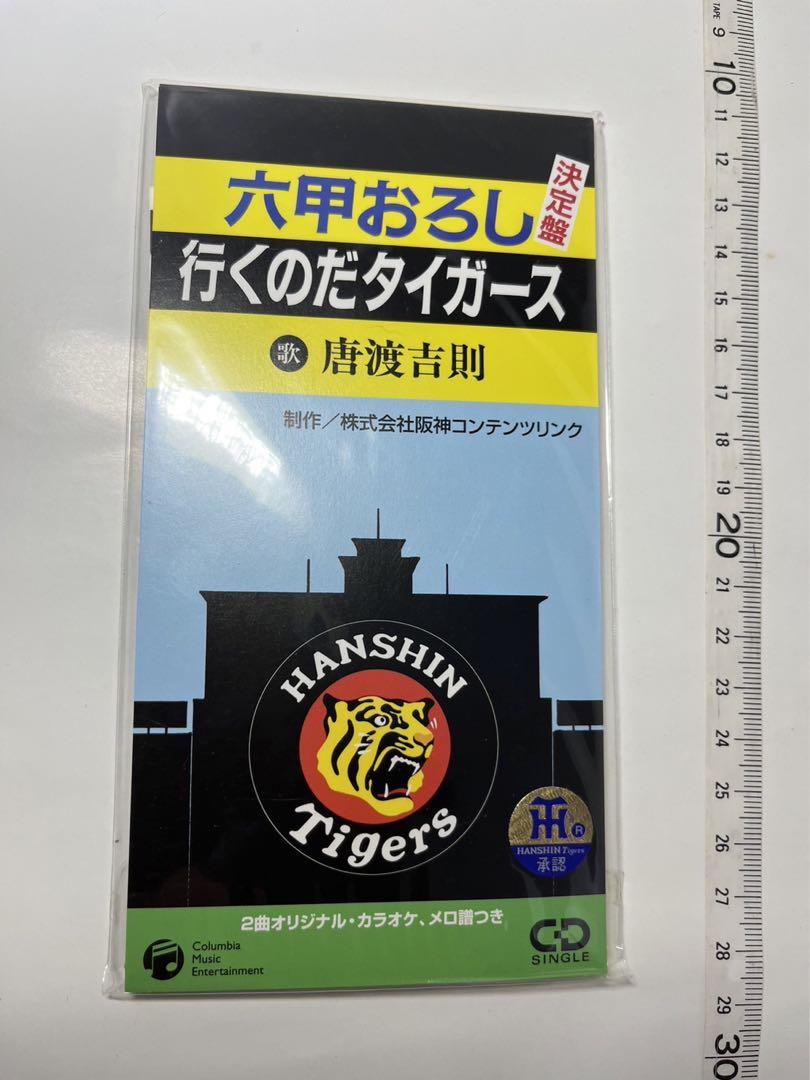 六甲おろし
決定盤
行くのだタイガース
歌 唐渡吉則
制作／株式会社阪神コンテンツリンク
HANSHIN
Tigers
HT R
HANSHIN Tigers
承認
2曲オリジナル・カラオケ、メロ譜つき
Columbia
Music
Entertainment
CD
SINGLE
TAPE
9
10
11
12
13
14
15
16
17
18
19
20
21
22
23
24
25
26
27
28
29
30